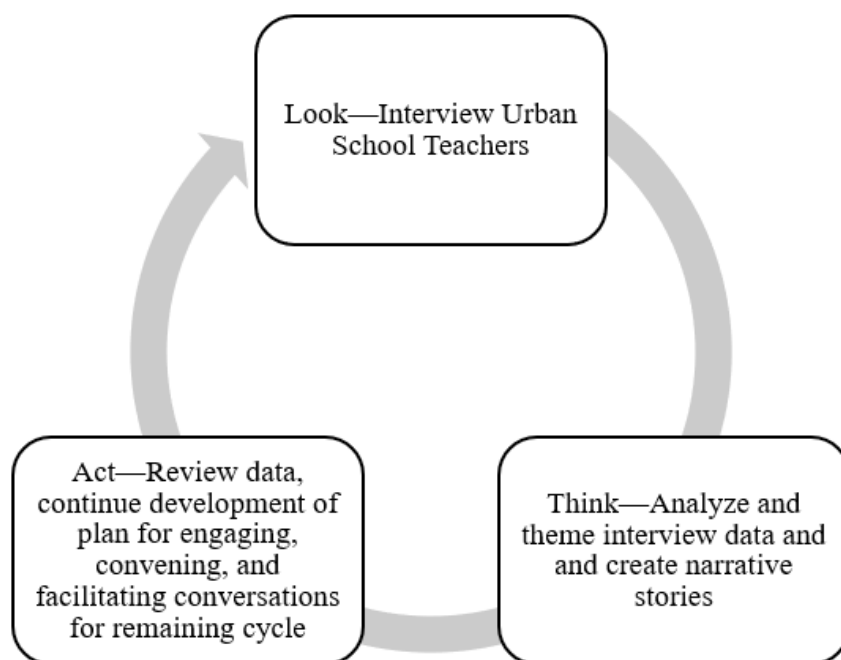 Look—Interview Urban
School Teachers
Think—Analyze and
theme interview data and
and create narrative
stories
Act—Review data,
continue development of
plan for engaging,
convening, and
facilitating conversations
for remaining cycle